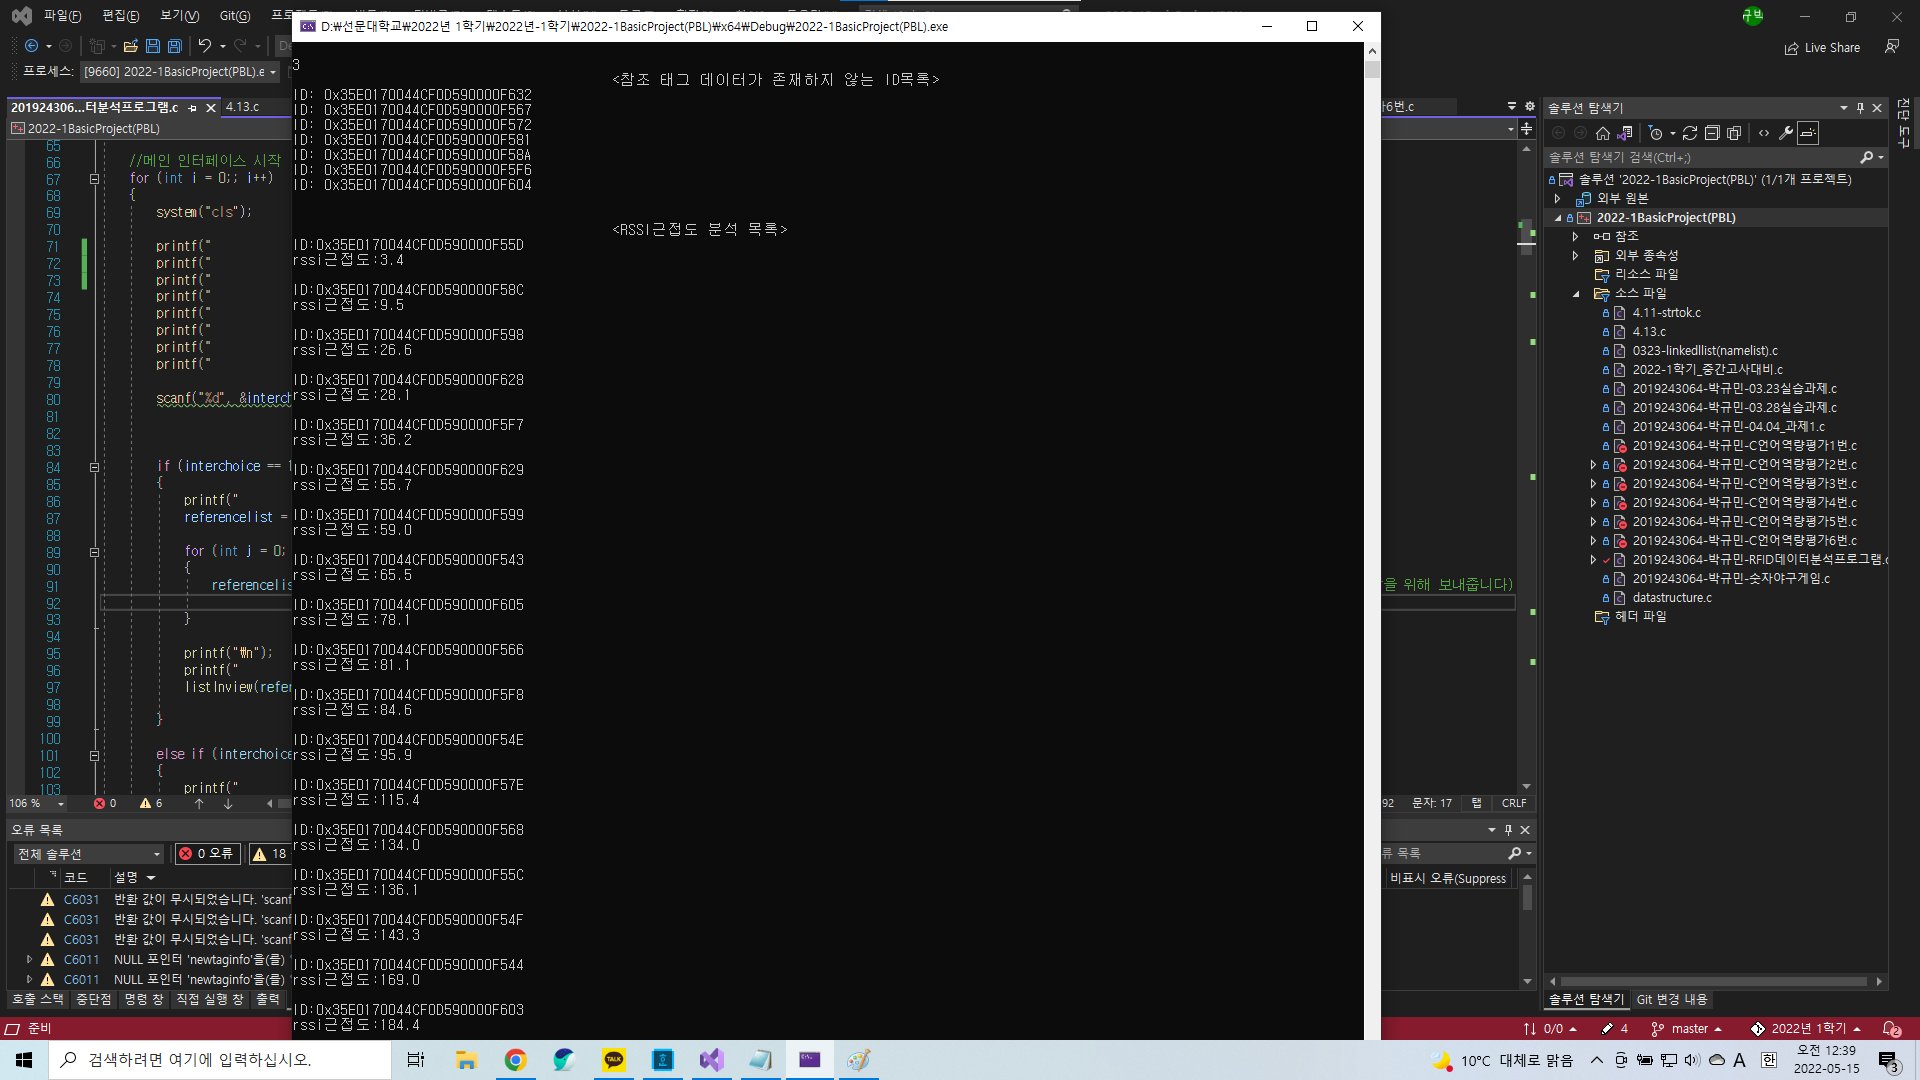 파일(F) 편집(E) 보기(V) Git(G)
D:₩선문대학교₩2022년 1학기₩2022년-1학기₩2022-1BasicProject(PBL)₩x64₩Debug₩2022-1BasicProject(PBL).exe
구박
Live Share
프로세스: [9660] 2022-1BasicProject(PBL).e
201924306...터분석프로그램.c 4.13.c
2022-1BasicProject(PBL)
65
66 //메인 인터페이스 시작
67 for (int i = 0;; i++)
68 {
69 system("cls");
70
71 printf("
72 printf("
73 printf("
74 printf("
75 printf("
76 printf("
77 printf("
78 printf("
79
80 scanf("%d", &interch
81
82
83
84 if (interchoice == 1
85 {
86 printf("
87 referencelist =
88
89 for (int j = 0;
90 {
91 referencelis
92
93 }
94
95 printf("₩n");
96 printf("
97 listInview(refer
98
99 }
100
101 else if (interchoice
102 {
103 printf("
106 % 0 6
오류 목록
전체 솔루션 0 오류 18
코드 설명
C6031 반환 값이 무시되었습니다. 'scanf
C6031 반환 값이 무시되었습니다. 'scanf
C6031 반환 값이 무시되었습니다. 'scanf
C6011 NULL 포인터 'newtaginfo'을(를)
C6011 NULL 포인터 'newtaginfo'을(를)
호출 스택 중단점 명령 창 직접 실행 창 출력
준비
3
<참조 태그 데이터가 존재하지 않는 ID목록>
ID: 0x35E0170044CF0D590000F632
ID: 0x35E0170044CF0D590000F567
ID: 0x35E0170044CF0D590000F572
ID: 0x35E0170044CF0D590000F581
ID: 0x35E0170044CF0D590000F58A
ID: 0x35E0170044CF0D590000F5F6
ID: 0x35E0170044CF0D590000F604
<RSSI근접도 분석 목록>
ID:0x35E0170044CF0D590000F55D
rssi근접도:3.4
ID:0x35E0170044CF0D590000F58C
rssi근접도:9.5
ID:0x35E0170044CF0D590000F598
rssi근접도:26.6
ID:0x35E0170044CF0D590000F628
rssi근접도:28.1
ID:0x35E0170044CF0D590000F5F7
rssi근접도:36.2
ID:0x35E0170044CF0D590000F629
rssi근접도:55.7
ID:0x35E0170044CF0D590000F599
rssi근접도:59.0
ID:0x35E0170044CF0D590000F543
rssi근접도:65.5
ID:0x35E0170044CF0D590000F605
rssi근접도:78.1
ID:0x35E0170044CF0D590000F566
rssi근접도:81.1
ID:0x35E0170044CF0D590000F5F8
rssi근접도:84.6
ID:0x35E0170044CF0D590000F54E
rssi근접도:95.9
ID:0x35E0170044CF0D590000F57E
rssi근접도:115.4
ID:0x35E0170044CF0D590000F568
rssi근접도:134.0
ID:0x35E0170044CF0D590000F55C
rssi근접도:136.1
ID:0x35E0170044CF0D590000F54F
rssi근접도:143.3
ID:0x35E0170044CF0D590000F544
rssi근접도:169.0
ID:0x35E0170044CF0D590000F603
rssi근접도:184.4
6번.c
을 위해 보내줍니다)
92 문자: 17 탭 CRLF
류 목록
비표시 오류(Suppress
진단 도구
솔루션 탐색기
솔루션 탐색기 검색(Ctrl+;)
솔루션 '2022-1BasicProject(PBL)' (1/1개 프로젝트)
외부 원본
2022-1BasicProject(PBL)
참조
외부 종속성
리소스 파일
소스 파일
4.11-strtok.c
4.13.c
0323-linkedllist(namelist).c
2022-1학기_중간고사대비.c
2019243064-박규민-03.23실습과제.c
2019243064-박규민-03.28실습과제.c
2019243064-박규민-04.04_과제1.c
2019243064-박규민-C언어역량평가1번.c
2019243064-박규민-C언어역량평가2번.c
2019243064-박규민-C언어역량평가3번.c
2019243064-박규민-C언어역량평가4번.c
2019243064-박규민-C언어역량평가5번.c
2019243064-박규민-C언어역량평가6번.c
2019243064-박규민-RFID데이터분석프로그램.c
2019243064-박규민-숫자야구게임.c
datastructure.c
헤더 파일
솔루션 탐색기 Git 변경 내용
0/0 4 master 2022년 1학기 2
검색하려면 여기에 입력하십시오.
TALK
10°C 대체로 맑음 A 한 오전 12:39
2022-05-15 3